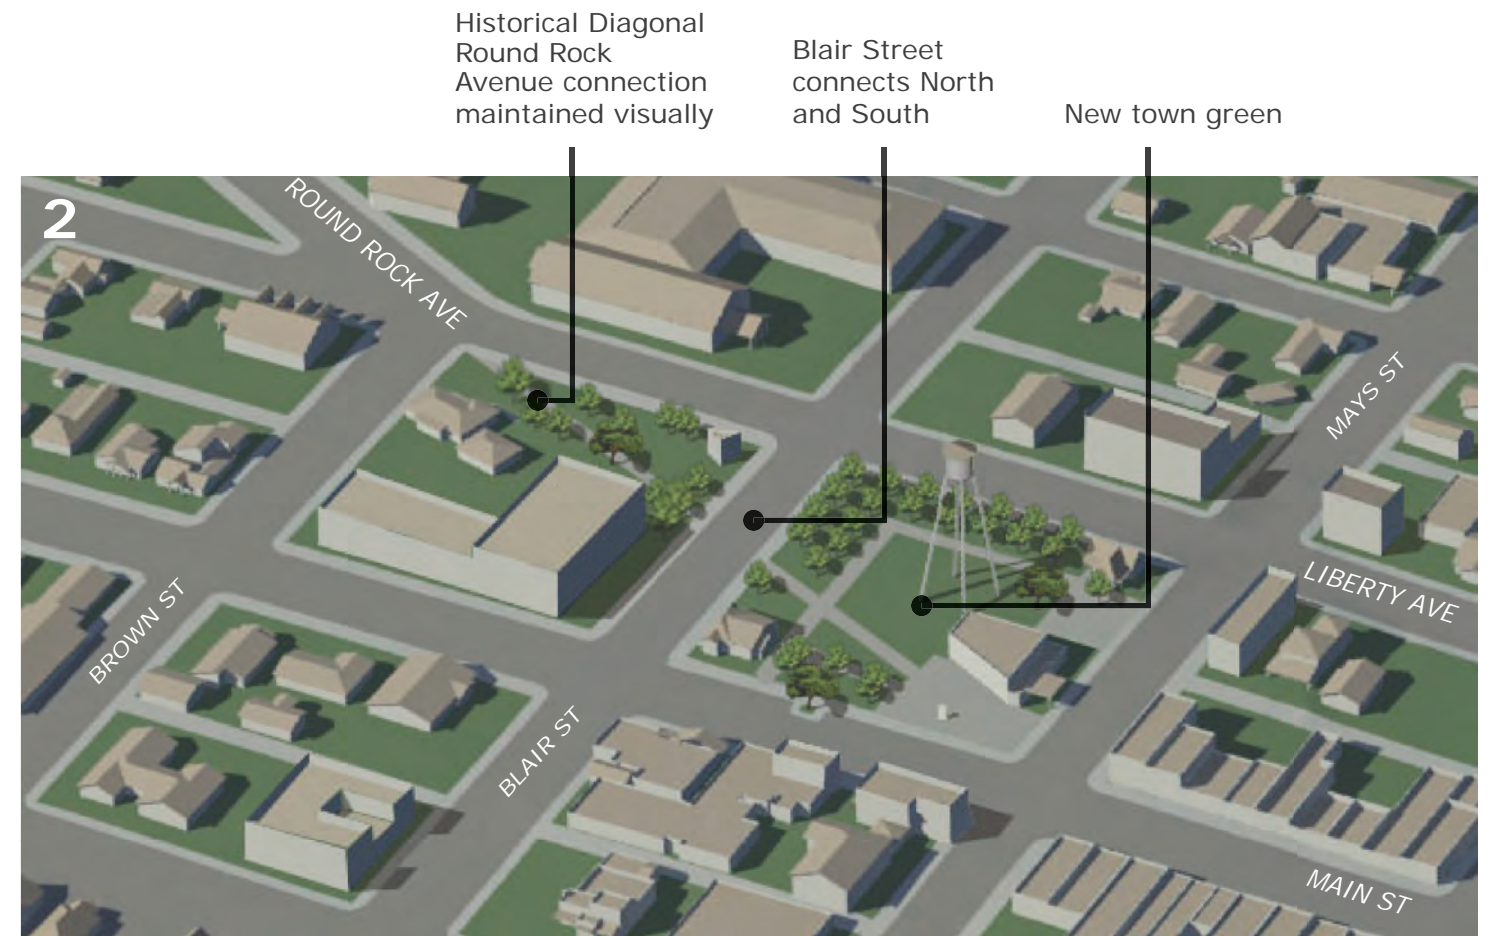 Historical Diagonal
Round Rock
Avenue connection
maintained visually
Blair Street
connects North
and South
New town green
2
ROUND ROCK AVE
MAYS ST
LIBERTY AVE
BROWN ST
BLAIR ST
MAIN ST